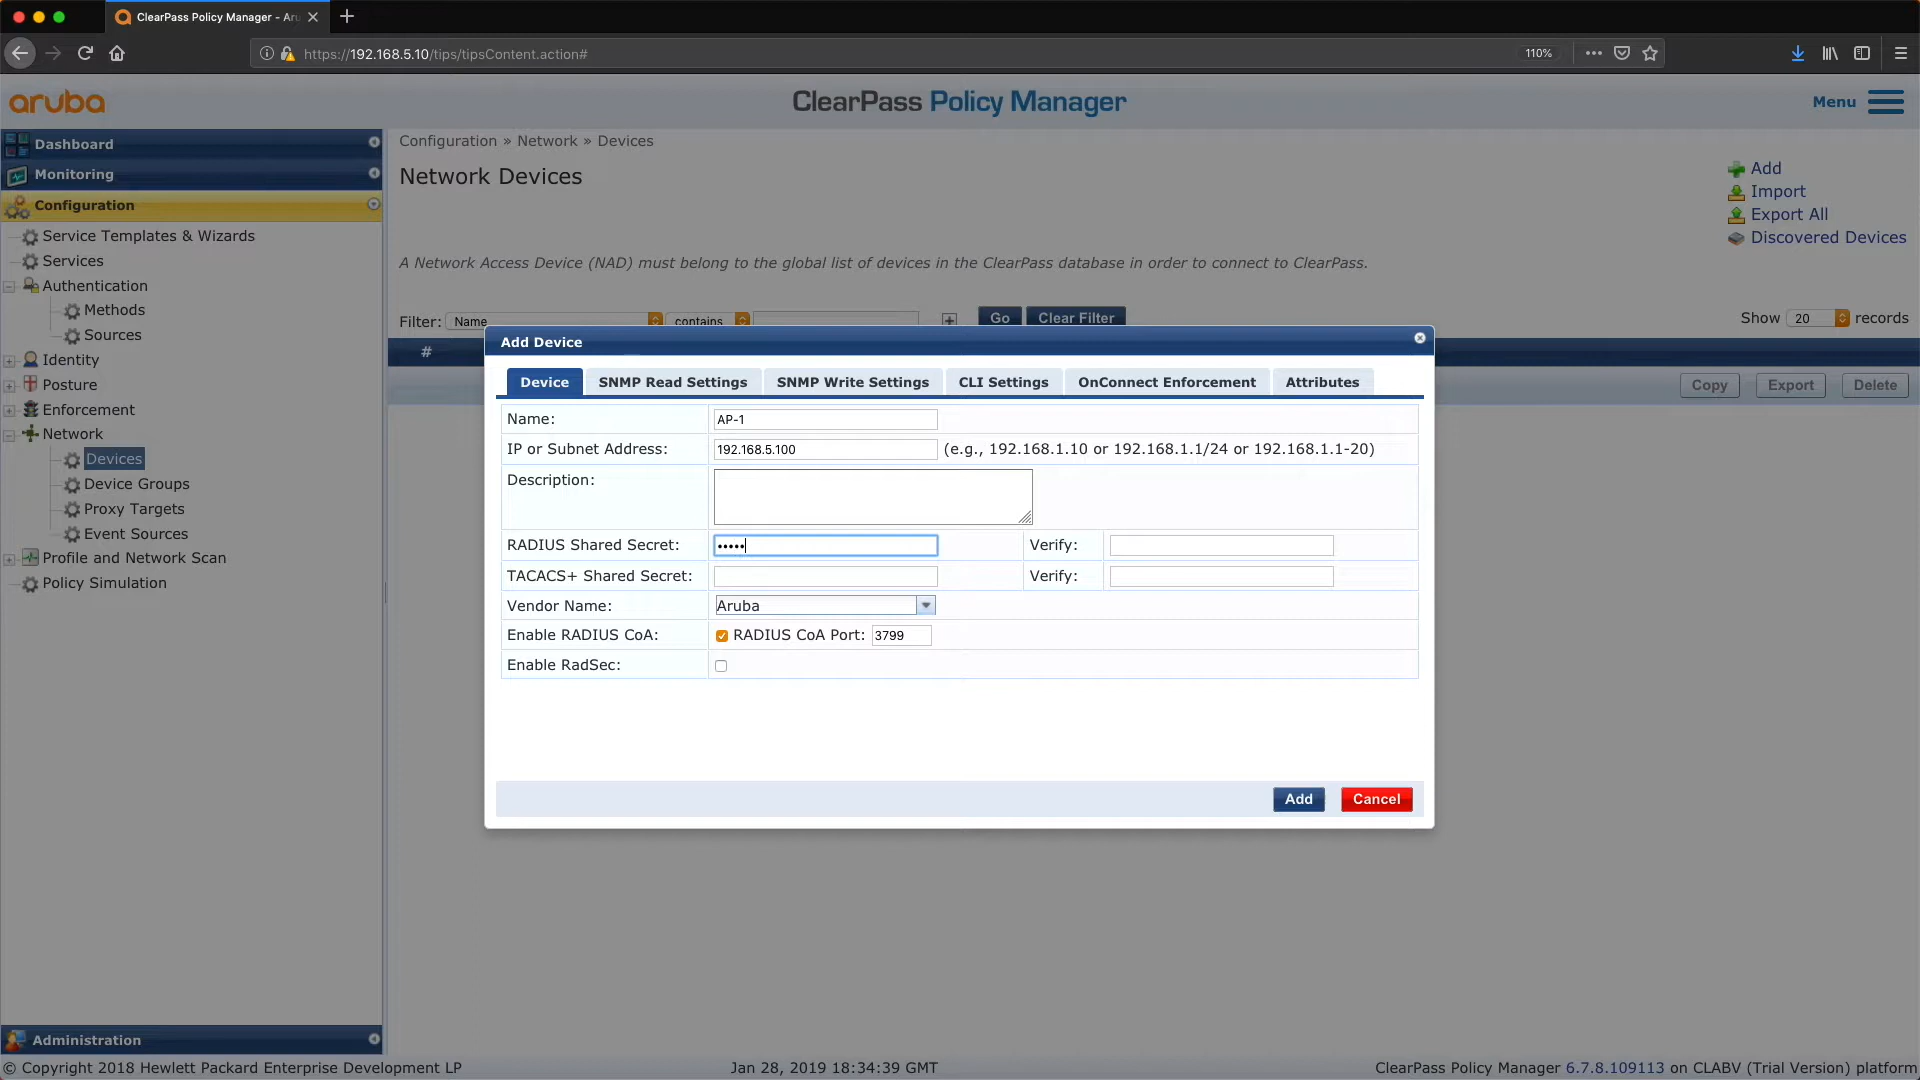 ClearPass Policy Manager - Aru
https://192.168.5.10/tips/tipsContent.action#
110%
aruba
ClearPass Policy Manager
Menu
Dashboard
Monitoring
Configuration
Service Templates & Wizards
Services
Authentication
Methods
Sources
Identity
Posture
Enforcement
Network
Devices
Device Groups
Proxy Targets
Event Sources
Profile and Network Scan
Policy Simulation
Administration
Configuration » Network » Devices
Network Devices
Add
Import
Export All
Discovered Devices
A Network Access Device (NAD) must belong to the global list of devices in the ClearPass database in order to connect to ClearPass.
Filter: Name contains Go Clear Filter Show 20 records
#
Copy Export Delete
Add Device
Device SNMP Read Settings SNMP Write Settings CLI Settings OnConnect Enforcement Attributes
Name: AP-1
IP or Subnet Address: 192.168.5.100 (e.g., 192.168.1.10 or 192.168.1.1/24 or 192.168.1.1-20)
Description:
RADIUS Shared Secret: ••••• Verify:
TACACS+ Shared Secret: Verify:
Vendor Name: Aruba
Enable RADIUS CoA: RADIUS CoA Port: 3799
Enable RadSec:
Add Cancel
© Copyright 2018 Hewlett Packard Enterprise Development LP Jan 28, 2019 18:34:39 GMT ClearPass Policy Manager 6.7.8.109113 on CLABV (Trial Version) platform